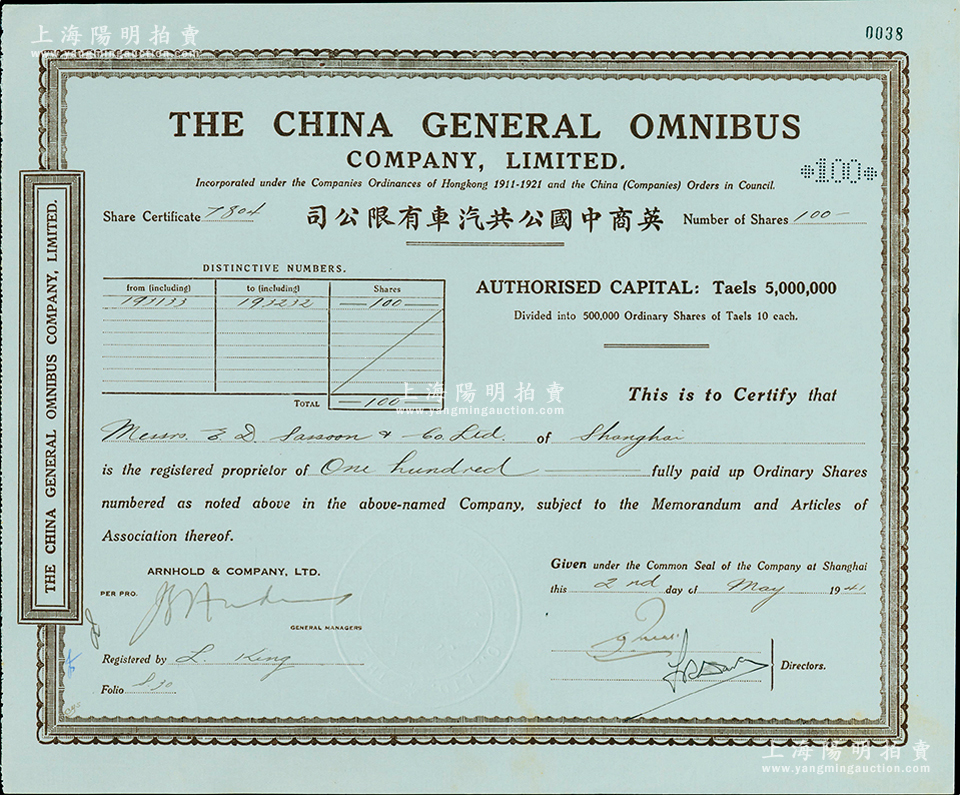 上海陽明拍賣
www.yangmingauction.com
0038
THE CHINA GENERAL OMNIBUS
COMPANY, LIMITED.
*100*
Incorporated under the Companies Ordinances of Hongkong 1911-1921 and the China (Companies) Orders in Council.
Share Certificate 7804
司公限有車汽共公國中商英
Number of Shares 100-
DISTINCTIVE NUMBERS.
from (including) to (including) Shares
193133 193232 -100-
TOTAL -100-
AUTHORISED CAPITAL: Taels 5,000,000
Divided into 500,000 Ordinary Shares of Taels 10 each.
上海陽明拍賣
www.yangmingauction.com
This is to Certify that
Messrs. E. D. Sassoon & Co. Ltd. of Shanghai
is the registered proprietor of One hundred fully paid up Ordinary Shares
numbered as noted above in the above-named Company, subject to the Memorandum and Articles of
Association thereof.
ARNHOLD & COMPANY, LTD.
PER PRO.
GENERAL MANAGERS
Registered by L. King
Folio
Given under the Common Seal of the Company at Shanghai
this 2nd day of May 1941
Directors.
THE CHINA GENERAL OMNIBUS COMPANY, LIMITED.
上海陽明拍賣
www.yangmingauction.com